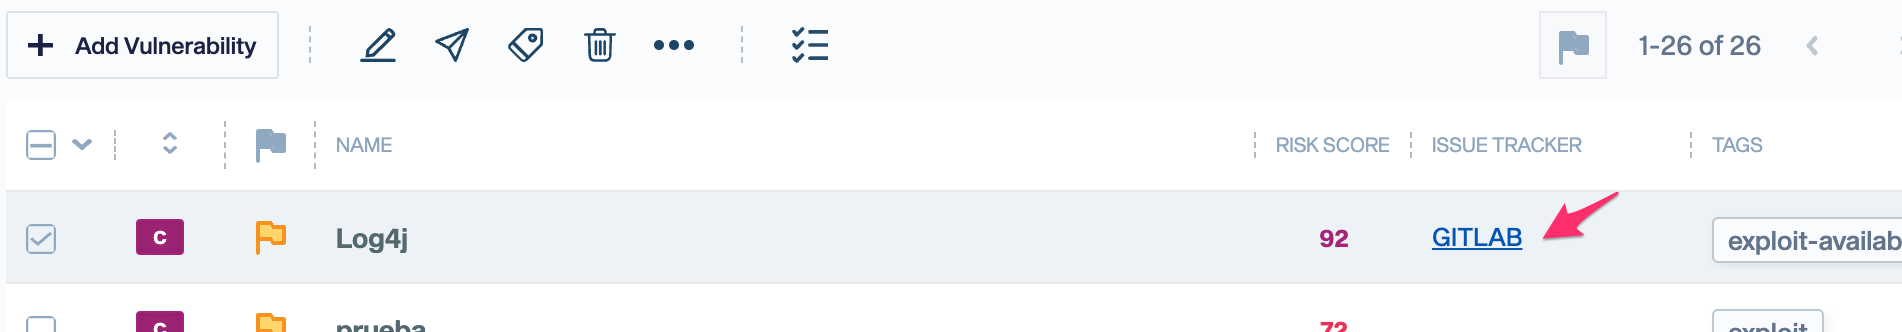 Add Vulnerability
1-26 of 26
NAME RISK SCORE ISSUE TRACKER TAGS
C Log4j 92 GITLAB exploit-availab
C prueba 72 exploit